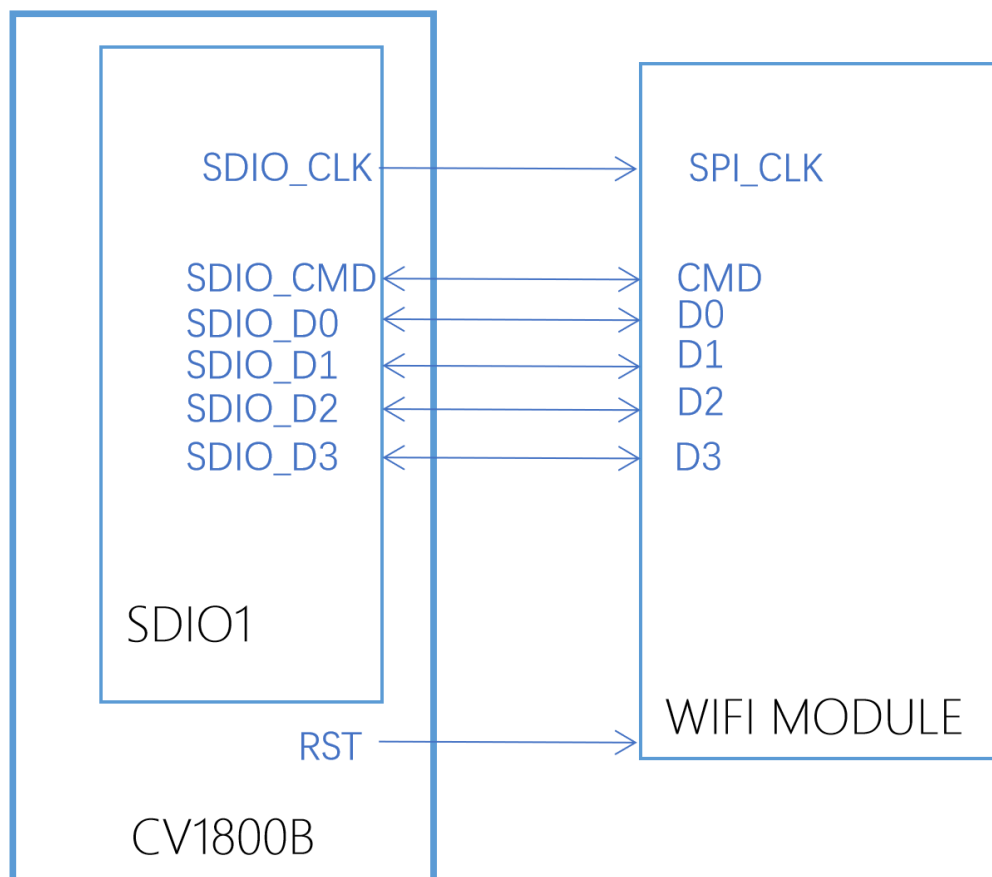 SDIO_CLK
SPI_CLK
SDIO_CMD
CMD
SDIO_D0
D0
SDIO_D1
D1
SDIO_D2
D2
SDIO_D3
D3
SDIO1
WIFI MODULE
RST
CV1800B